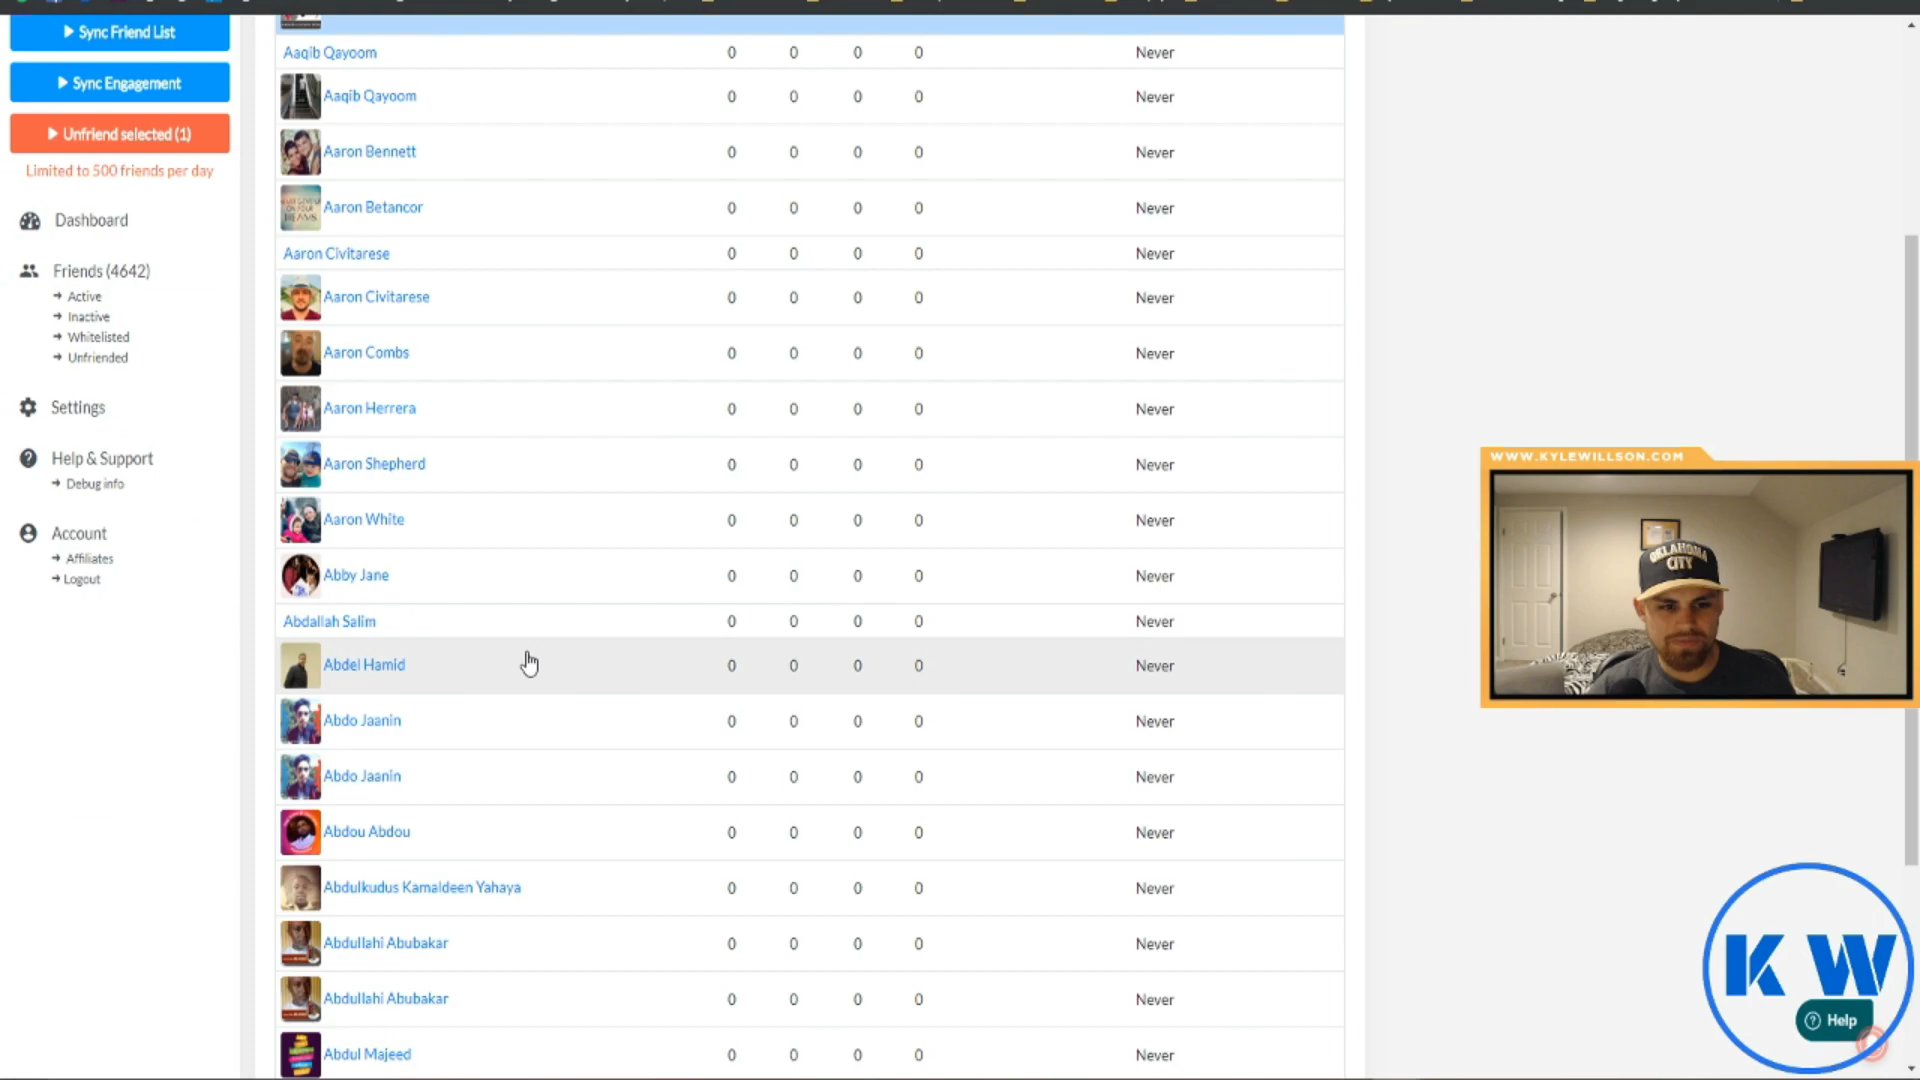 Sync Friend List
Sync Engagement
Unfriend selected (1)
Limited to 500 friends per day
Dashboard
Friends (4642)
Active
Inactive
Whitelisted
Unfriended
Settings
Help & Support
Debug info
Account
Affiliates
Logout
Aaqib Qayoom 0 0 0 0 Never
Aaqib Qayoom 0 0 0 0 Never
Aaron Bennett 0 0 0 0 Never
Aaron Betancor 0 0 0 0 Never
Aaron Civitarese 0 0 0 0 Never
Aaron Civitarese 0 0 0 0 Never
Aaron Combs 0 0 0 0 Never
Aaron Herrera 0 0 0 0 Never
Aaron Shepherd 0 0 0 0 Never
Aaron White 0 0 0 0 Never
Abby Jane 0 0 0 0 Never
Abdallah Salim 0 0 0 0 Never
Abdel Hamid 0 0 0 0 Never
Abdo Jaanin 0 0 0 0 Never
Abdo Jaanin 0 0 0 0 Never
Abdou Abdou 0 0 0 0 Never
Abdulkudus Kamaldeen Yahaya 0 0 0 0 Never
Abdullahi Abubakar 0 0 0 0 Never
Abdullahi Abubakar 0 0 0 0 Never
Abdul Majeed 0 0 0 0 Never
WWW.KYLEWILLSON.COM
OKLAHOMA
CITY
K W
Help